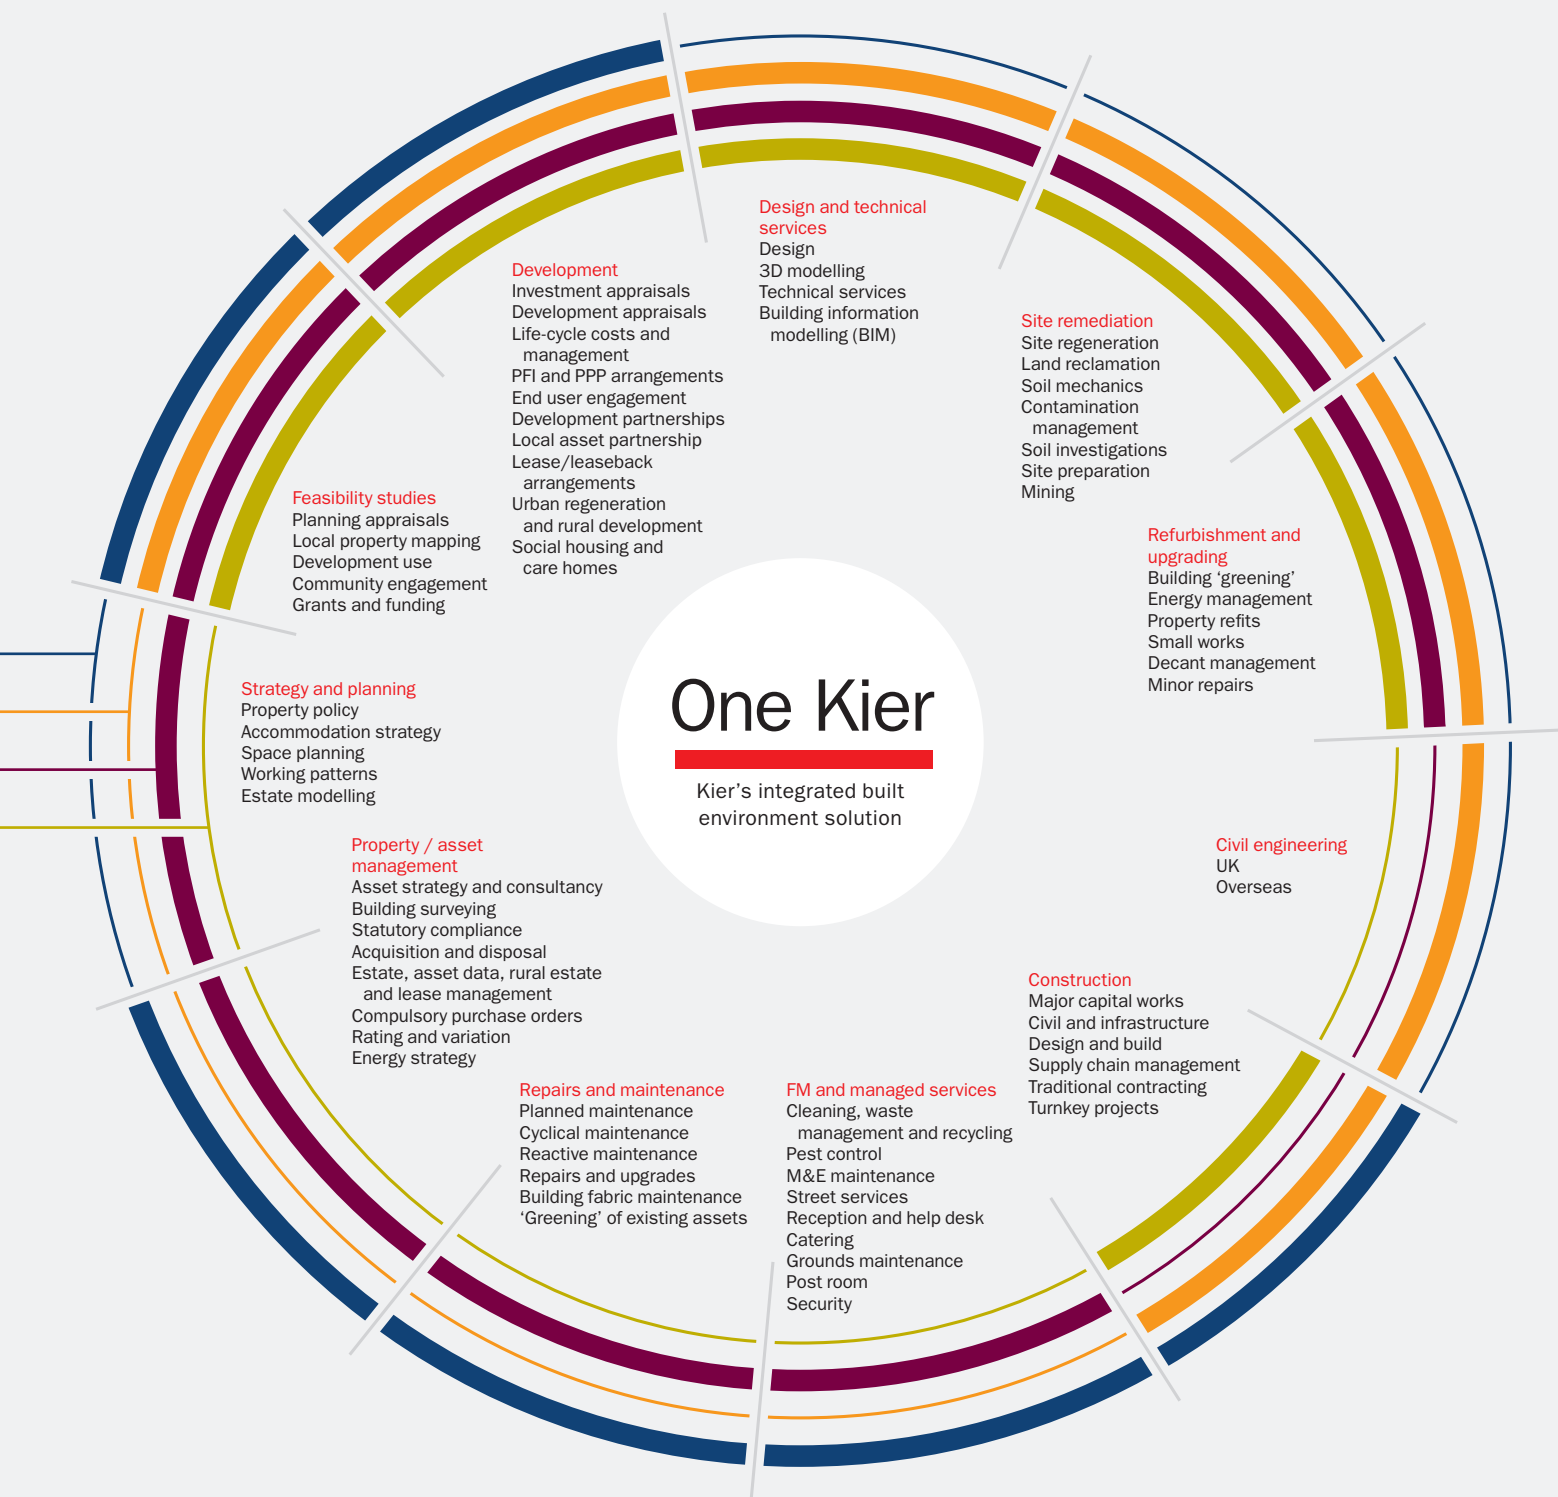 Design and technical
services
Design
3D modelling
Technical services
Building information
modelling (BIM)
Development
Investment appraisals
Development appraisals
Life-cycle costs and
management
PFI and PPP arrangements
End user engagement
Development partnerships
Local asset partnership
Lease/leaseback
arrangements
Urban regeneration
and rural development
Social housing and
care homes
Site remediation
Site regeneration
Land reclamation
Soil mechanics
Contamination
management
Soil investigations
Site preparation
Mining
Feasibility studies
Planning appraisals
Local property mapping
Development use
Community engagement
Grants and funding
Refurbishment and
upgrading
Building ‘greening’
Energy management
Property refits
Small works
Decant management
Minor repairs
One Kier
Kier’s integrated built
environment solution
Strategy and planning
Property policy
Accommodation strategy
Space planning
Working patterns
Estate modelling
Property / asset
management
Asset strategy and consultancy
Building surveying
Statutory compliance
Acquisition and disposal
Estate, asset data, rural estate
and lease management
Compulsory purchase orders
Rating and variation
Energy strategy
Civil engineering
UK
Overseas
Construction
Major capital works
Civil and infrastructure
Design and build
Supply chain management
Traditional contracting
Turnkey projects
Repairs and maintenance
Planned maintenance
Cyclical maintenance
Reactive maintenance
Repairs and upgrades
Building fabric maintenance
‘Greening’ of existing assets
FM and managed services
Cleaning, waste
management and recycling
Pest control
M&E maintenance
Street services
Reception and help desk
Catering
Grounds maintenance
Post room
Security